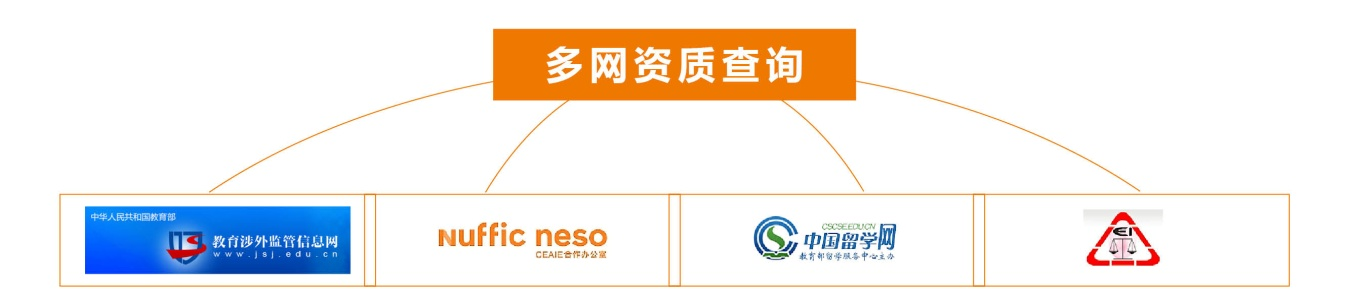 多网资质查询
中华人民共和国教育部
教育涉外监管信息网
www.jsj.edu.cn
Nuffic neso
CEAIE合作办公室
CSCSE.EDU.CN
中国留学网
教育部留学服务中心主办
EI